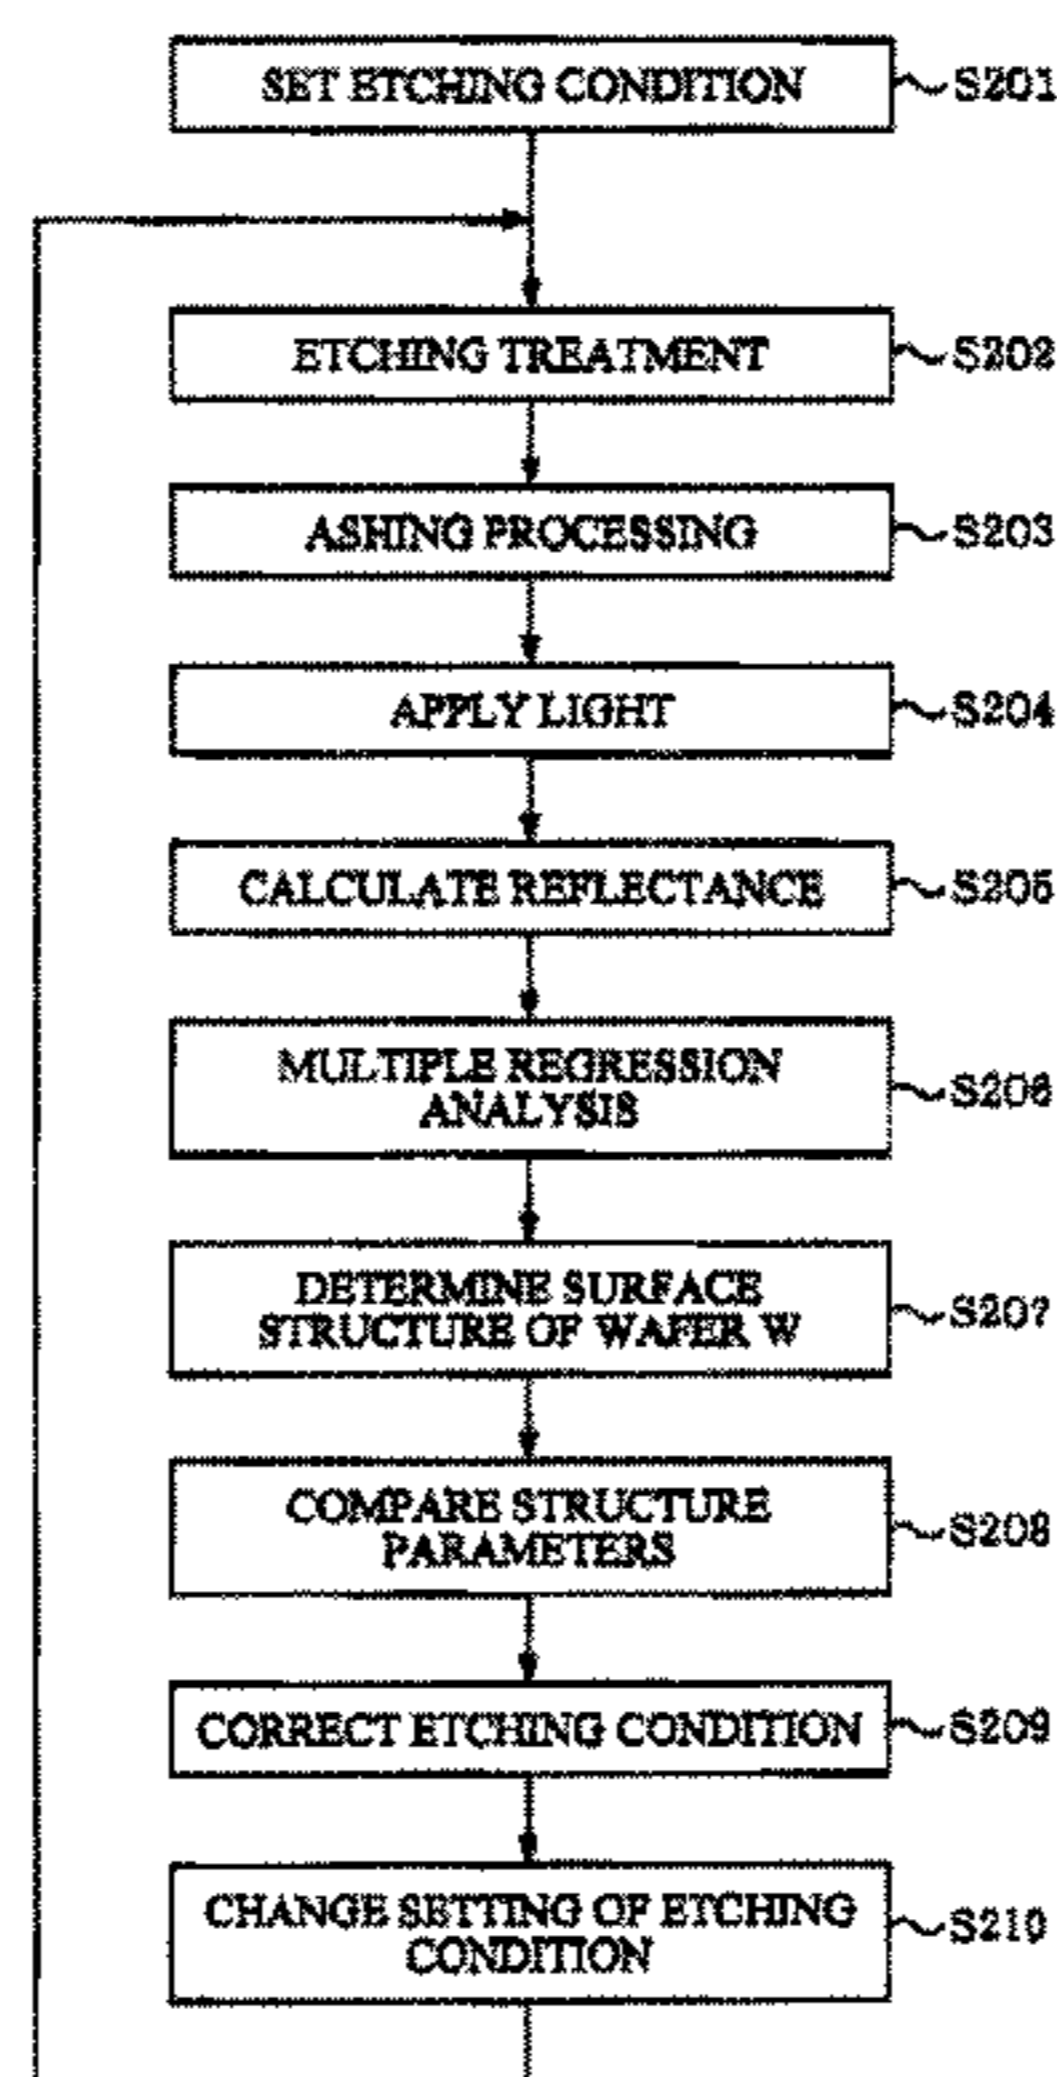 SET ETCHING CONDITION
S201
ETCHING TREATMENT
S202
ASHING PROCESSING
S203
APPLY LIGHT
S204
CALCULATE REFLECTANCE
S205
MULTIPLE REGRESSION
ANALYSIS
S206
DETERMINE SURFACE
STRUCTURE OF WAFER W
S207
COMPARE STRUCTURE
PARAMETERS
S208
CORRECT ETCHING CONDITION
S209
CHANGE SETTING OF ETCHING
CONDITION
S210